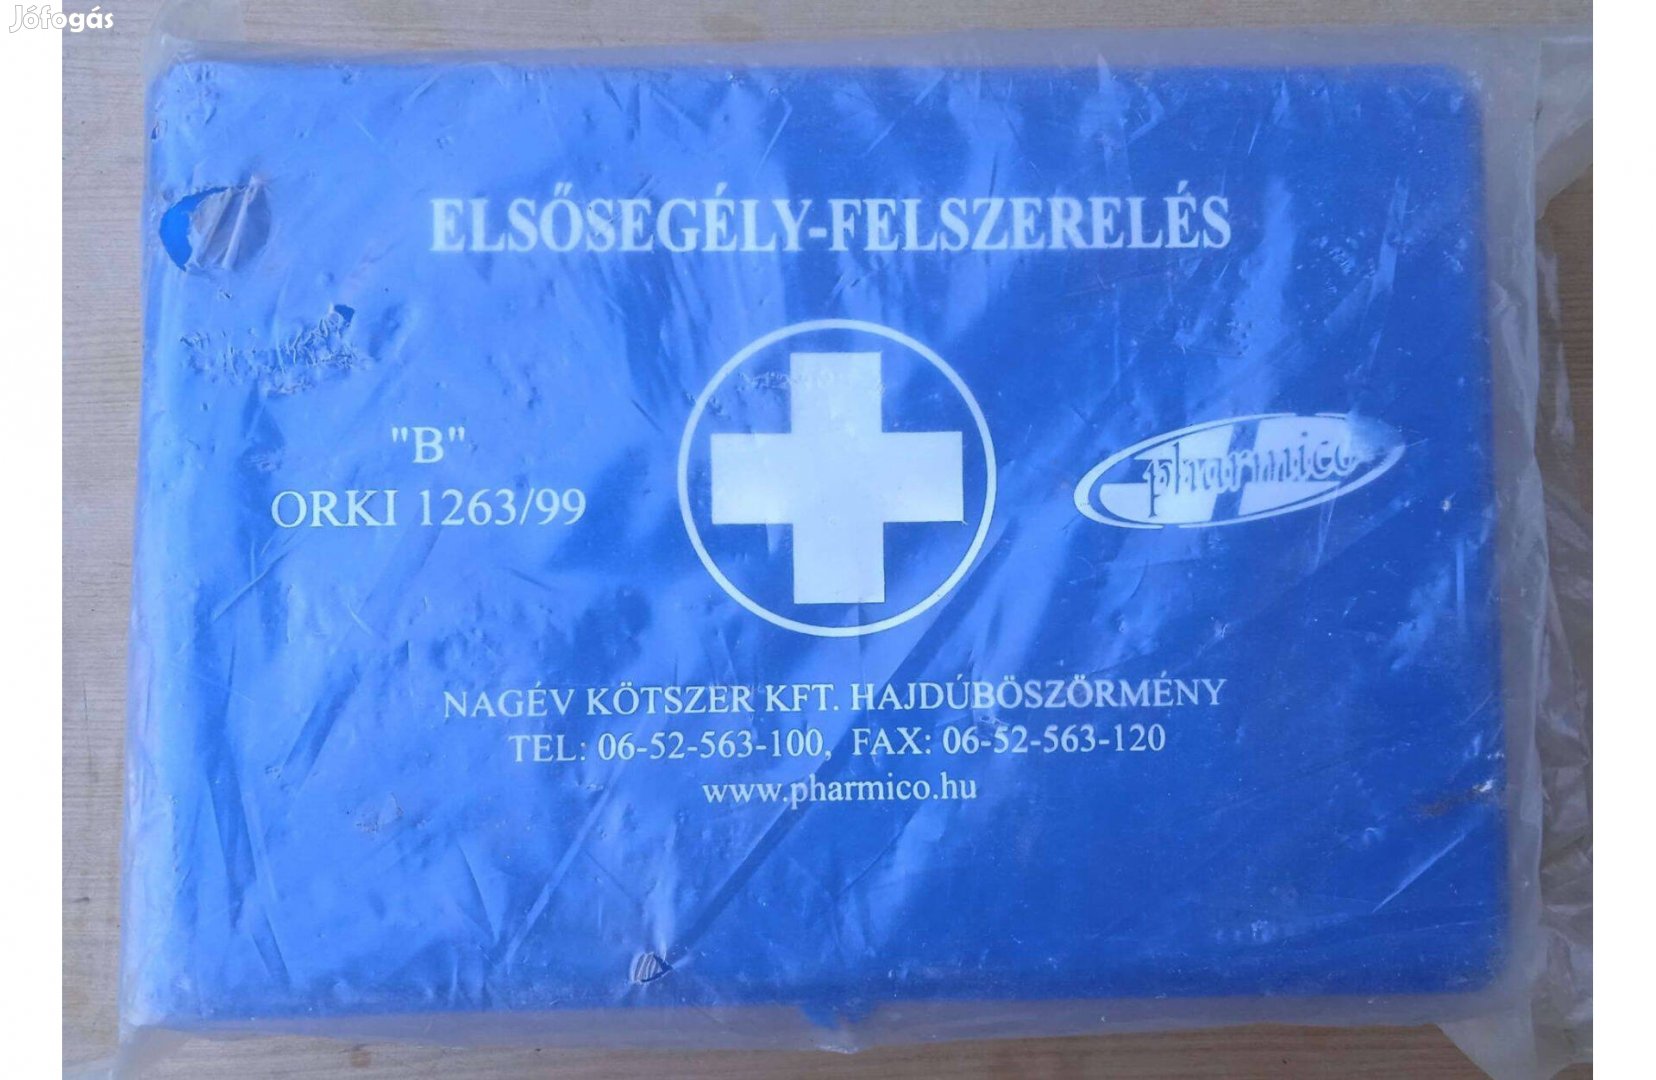 Jófogás
ELSŐSEGÉLY-FELSZERELÉS
"B"
ORKI 1263/99
pharmico
NAGÉV KÖTSZER KFT. HAJDÚBÖSZÖRMÉNY
TEL: 06-52-563-100, FAX: 06-52-563-120
www.pharmico.hu